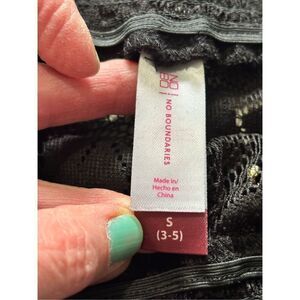 NO BOUNDARIES
Made in/
Hecho en
China
S
(3-5)